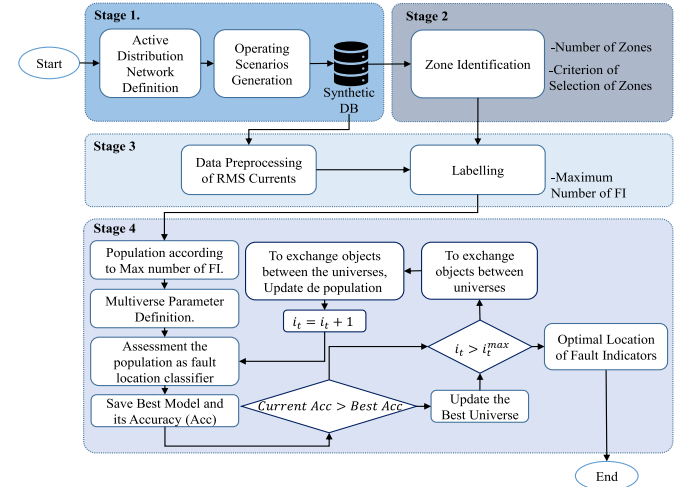 Stage 1.
Active
Distribution
Network
Definition
Operating
Scenarios
Generation
Synthetic
DB
Start
Stage 2
Zone Identification
-Number of Zones
-Criterion of
Selection of Zones
Stage 3
Data Preprocessing
of RMS Currents
Labelling
-Maximum
Number of FI
Stage 4
Population according
to Max number of FI.
Multiverse Parameter
Definition.
Assessment the
population as fault
location classifier
Save Best Model and
its Accuracy (Acc)
To exchange objects
between the universes,
Update de population
i_t = i_t + 1
Current Acc > Best Acc
To exchange
objects between
universes
i_t > i_t^max
Update the
Best Universe
Optimal Location
of Fault Indicators
End